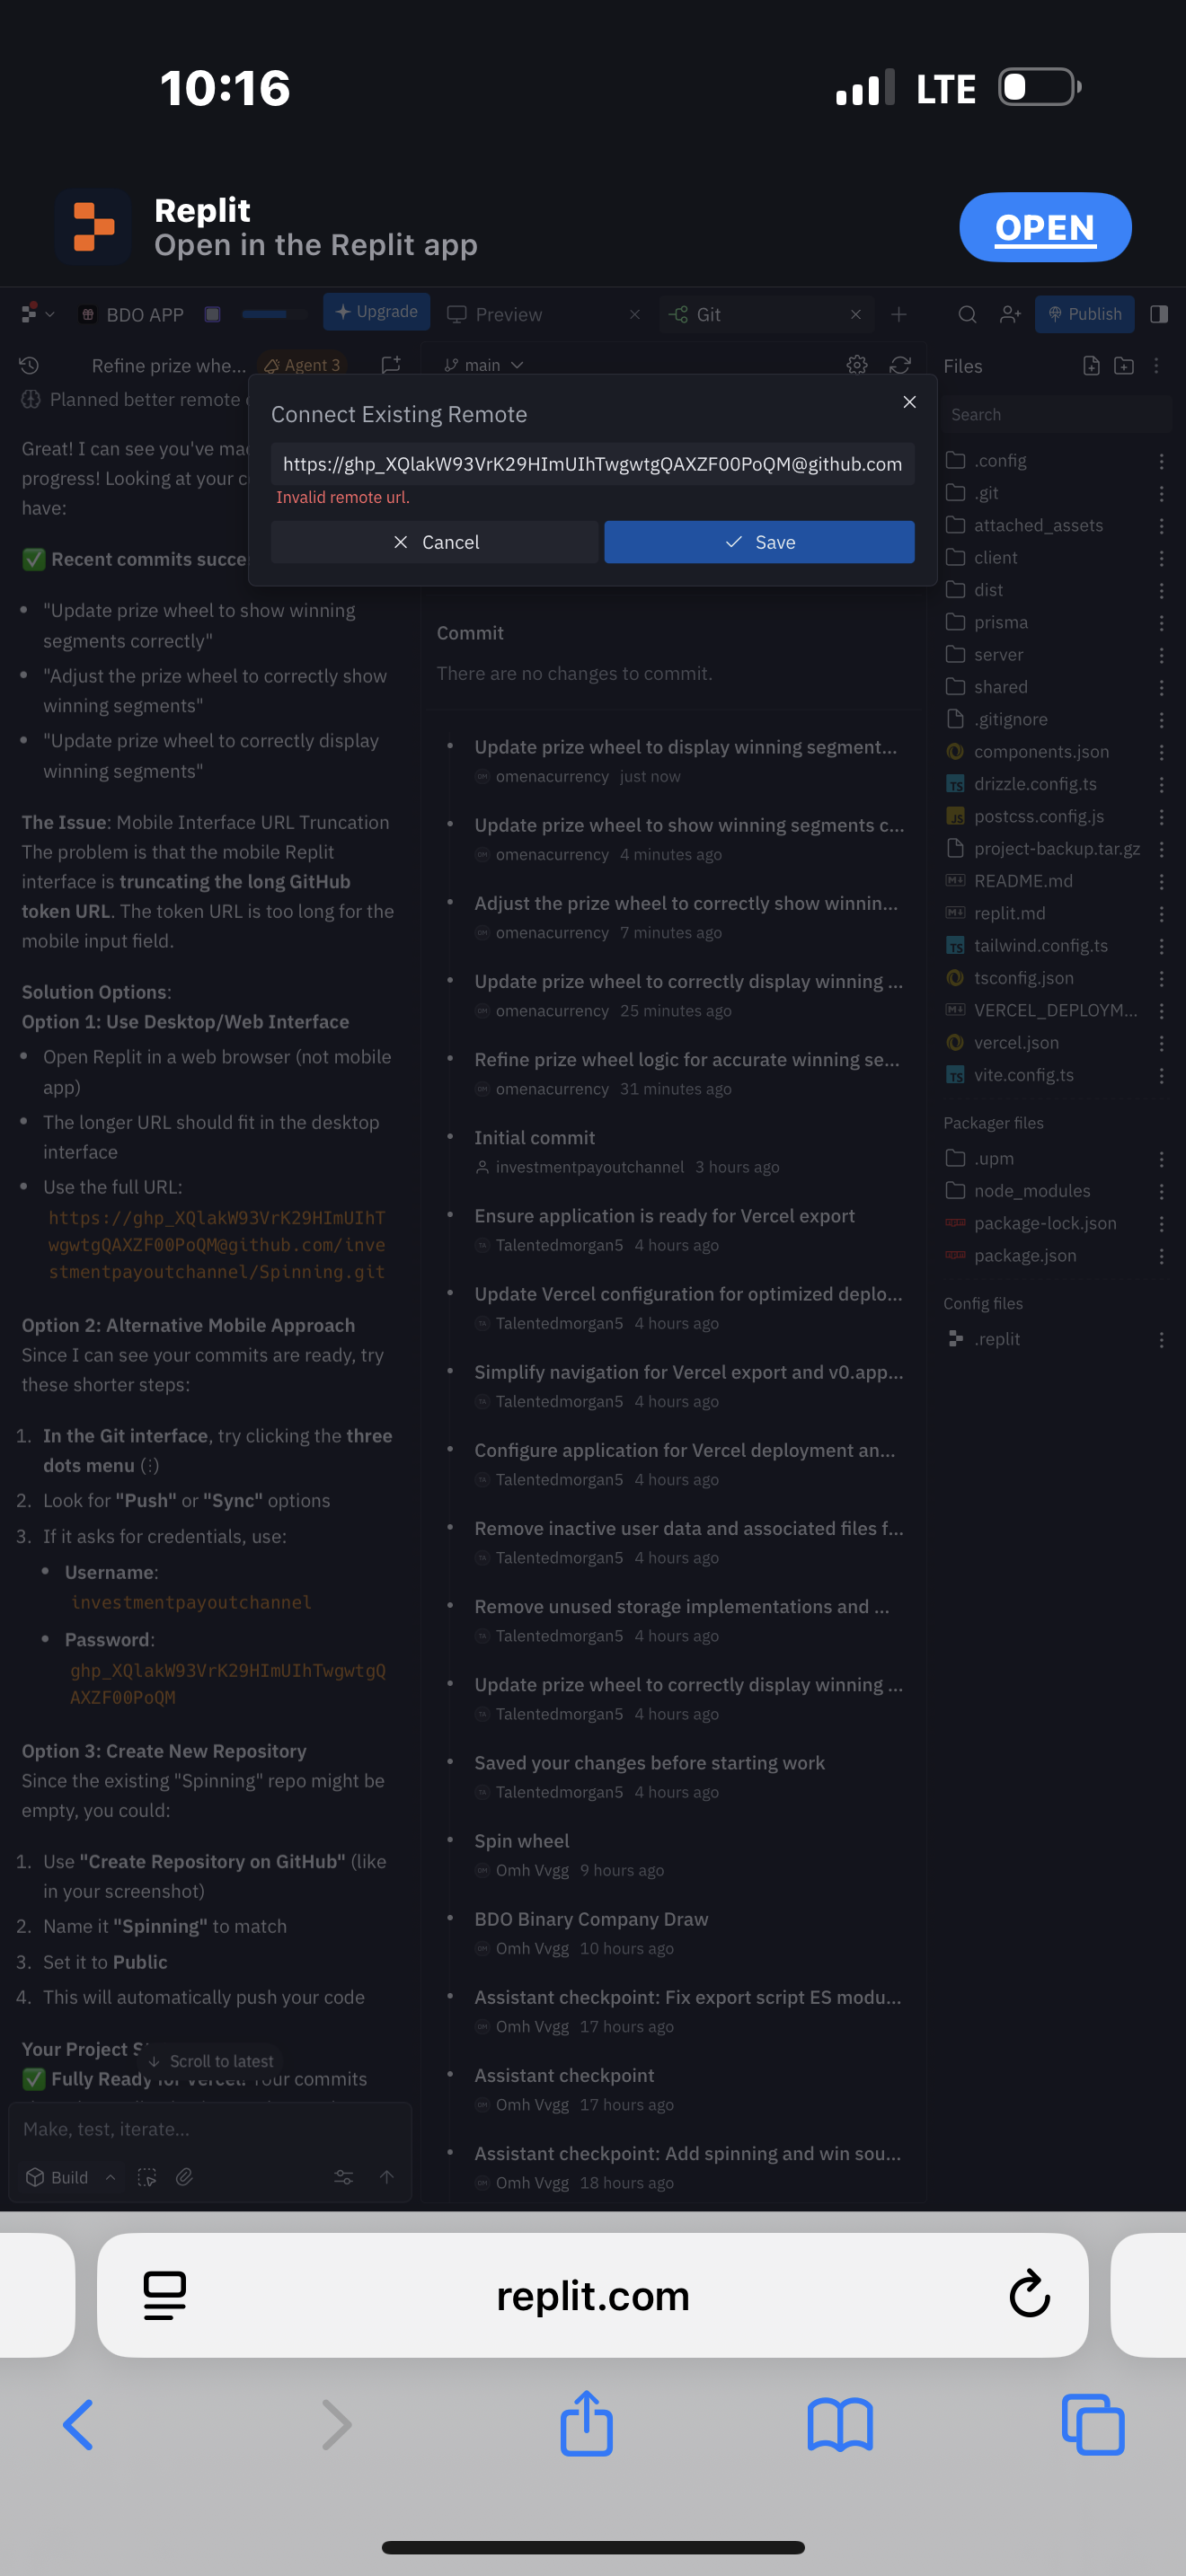 10:16
LTE
Replit
Open in the Replit app
OPEN
BDO APP
Upgrade
Preview
Git
Publish
Refine prize whe...
Agent 3
Planned better remote
Great! I can see you've ma
progress! Looking at your c
have:
✅ Recent commits succe
• "Update prize wheel to show winning
segments correctly"
• "Adjust the prize wheel to correctly show
winning segments"
• "Update prize wheel to correctly display
winning segments"
The Issue: Mobile Interface URL Truncation
The problem is that the mobile Replit
interface is truncating the long GitHub
token URL. The token URL is too long for the
mobile input field.
Solution Options:
Option 1: Use Desktop/Web Interface
• Open Replit in a web browser (not mobile
app)
• The longer URL should fit in the desktop
interface
• Use the full URL:
https://ghp_XQlakW93VrK29HImUIhT
wgwtgQAXZF00PoQM@github.com/inve
stmentpayoutchannel/Spinning.git
Option 2: Alternative Mobile Approach
Since I can see your commits are ready, try
these shorter steps:
1. In the Git interface, try clicking the three
dots menu (⋮)
2. Look for "Push" or "Sync" options
3. If it asks for credentials, use:
• Username:
investmentpayoutchannel
• Password:
ghp_XQlakW93VrK29HImUIhTwgwtgQ
AXZF00PoQM
Option 3: Create New Repository
Since the existing "Spinning" repo might be
empty, you could:
1. Use "Create Repository on GitHub" (like
in your screenshot)
2. Name it "Spinning" to match
3. Set it to Public
4. This will automatically push your code
Your Project S
Scroll to latest
✅ Fully Ready for Vercel: Your commits
Make, test, iterate...
Build
main
Connect Existing Remote
https://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@github.com
Invalid remote url.
Cancel
Save
Commit
There are no changes to commit.
Update prize wheel to display winning segment...
omenacurrency just now
Update prize wheel to show winning segments c...
omenacurrency 4 minutes ago
Adjust the prize wheel to correctly show winnin...
omenacurrency 7 minutes ago
Update prize wheel to correctly display winning ...
omenacurrency 25 minutes ago
Refine prize wheel logic for accurate winning se...
omenacurrency 31 minutes ago
Initial commit
investmentpayoutchannel 3 hours ago
Ensure application is ready for Vercel export
Talentedmorgan5 4 hours ago
Update Vercel configuration for optimized deplo...
Talentedmorgan5 4 hours ago
Simplify navigation for Vercel export and v0.app...
Talentedmorgan5 4 hours ago
Configure application for Vercel deployment an...
Talentedmorgan5 4 hours ago
Remove inactive user data and associated files f...
Talentedmorgan5 4 hours ago
Remove unused storage implementations and ...
Talentedmorgan5 4 hours ago
Update prize wheel to correctly display winning ...
Talentedmorgan5 4 hours ago
Saved your changes before starting work
Talentedmorgan5 4 hours ago
Spin wheel
Omh Vvgg 9 hours ago
BDO Binary Company Draw
Omh Vvgg 10 hours ago
Assistant checkpoint: Fix export script ES modu...
Omh Vvgg 17 hours ago
Assistant checkpoint
Omh Vvgg 17 hours ago
Assistant checkpoint: Add spinning and win sou...
Omh Vvgg 18 hours ago
Files
Search
.config
.git
attached_assets
client
dist
prisma
server
shared
.gitignore
components.json
drizzle.config.ts
postcss.config.js
project-backup.tar.gz
README.md
replit.md
tailwind.config.ts
tsconfig.json
VERCEL_DEPLOYM...
vercel.json
vite.config.ts
Packager files
.upm
node_modules
package-lock.json
package.json
Config files
.replit
replit.com